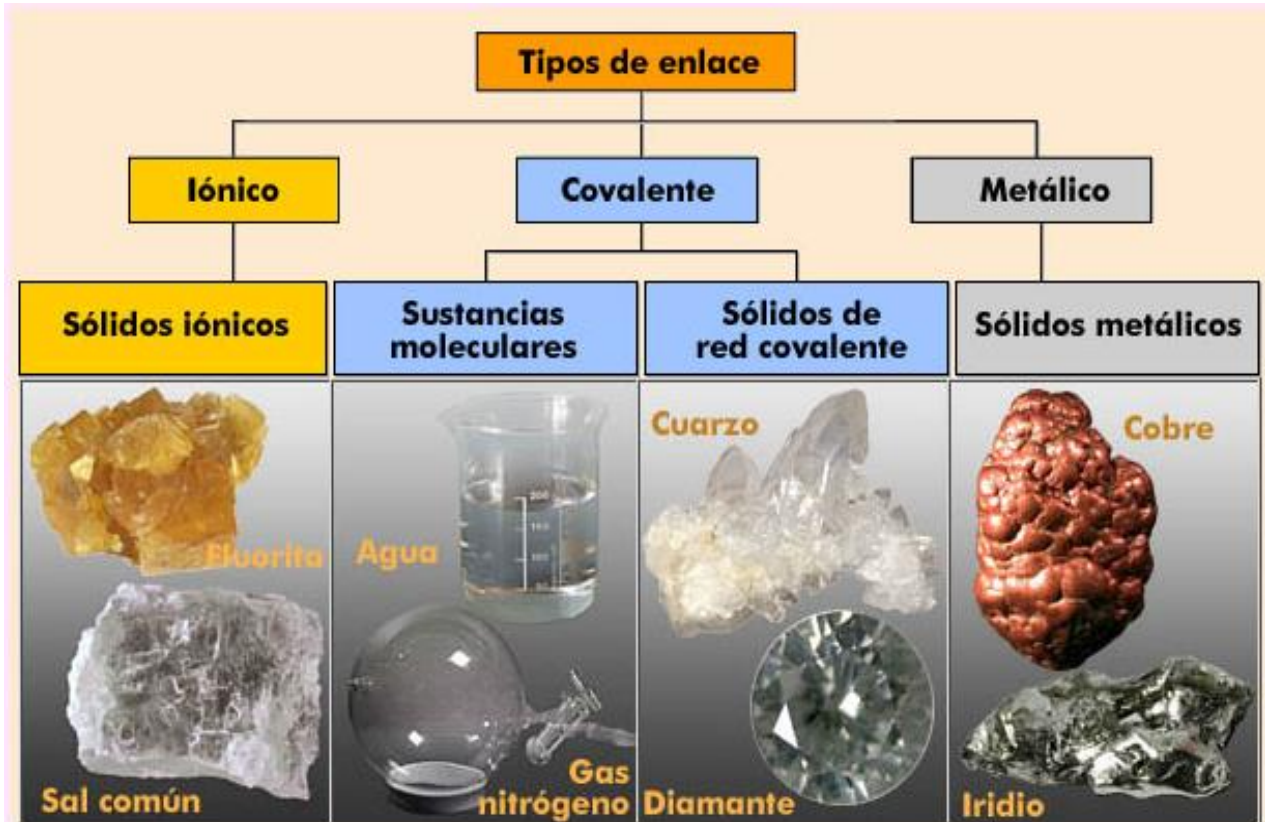 Tipos de enlace
Iónico
Covalente
Metálico
Sólidos iónicos
Sustancias
moleculares
Sólidos de
red covalente
Sólidos metálicos
Fluorita
Sal común
Agua
Gas
nitrógeno
Cuarzo
Diamante
Cobre
Iridio